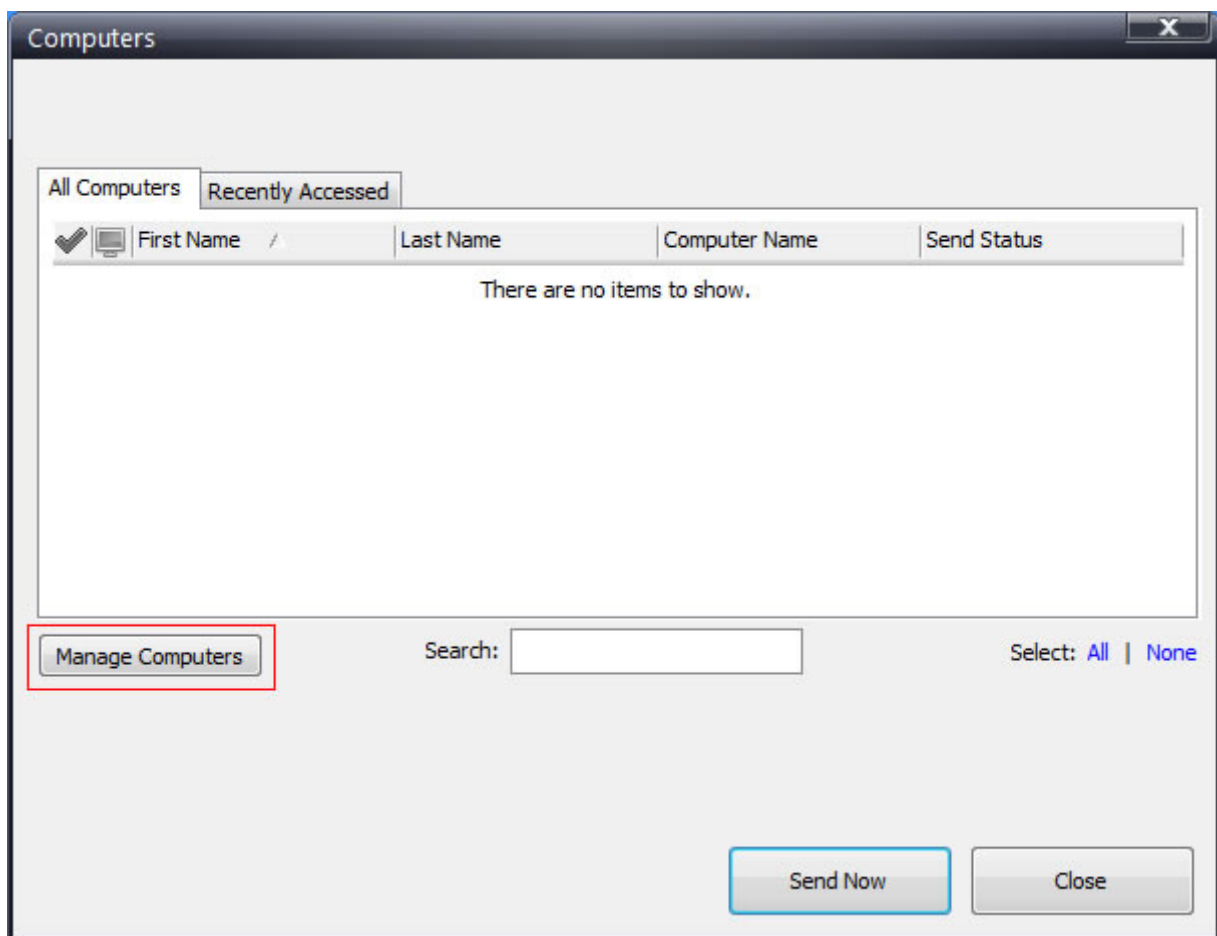 Computers
X
All Computers Recently Accessed
First Name Last Name Computer Name Send Status
There are no items to show.
Manage Computers Search: Select: All | None
Send Now Close